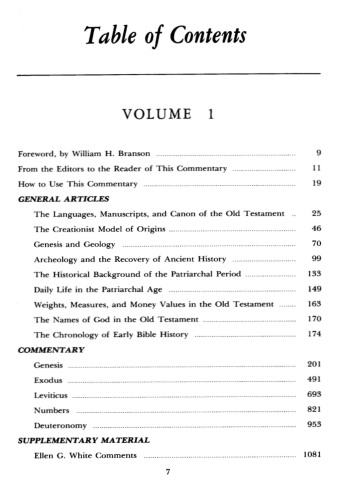 Table of Contents
VOLUME 1
Foreword, by William H. Branson 9
From the Editors to the Reader of This Commentary 11
How to Use This Commentary 19
GENERAL ARTICLES
The Languages, Manuscripts, and Canon of the Old Testament .. 25
The Creationist Model of Origins 46
Genesis and Geology 70
Archeology and the Recovery of Ancient History 99
The Historical Background of the Patriarchal Period 133
Daily Life in the Patriarchal Age 149
Weights, Measures, and Money Values in the Old Testament 163
The Names of God in the Old Testament 170
The Chronology of Early Bible History 174
COMMENTARY
Genesis 201
Exodus 491
Leviticus 693
Numbers 821
Deuteronomy 953
SUPPLEMENTARY MATERIAL
Ellen G. White Comments 1081
7